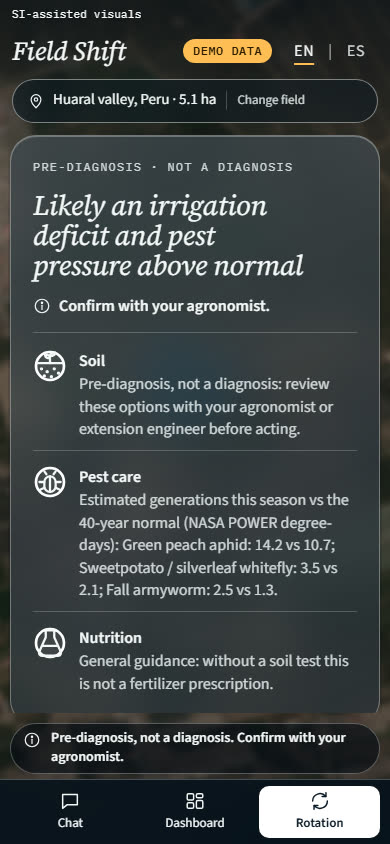 SI-assisted visuals
Field Shift
DEMO DATA
EN | ES
Huaral valley, Peru · 5.1 ha
Change field
PRE-DIAGNOSIS · NOT A DIAGNOSIS
Likely an irrigation
deficit and pest
pressure above normal
Confirm with your agronomist.
Soil
Pre-diagnosis, not a diagnosis: review
these options with your agronomist or
extension engineer before acting.
Pest care
Estimated generations this season vs the
40-year normal (NASA POWER degree-
days): Green peach aphid: 14.2 vs 10.7;
Sweetpotato / silverleaf whitefly: 3.5 vs
2.1; Fall armyworm: 2.5 vs 1.3.
Nutrition
General guidance: without a soil test this
is not a fertilizer prescription.
Pre-diagnosis, not a diagnosis. Confirm with your
agronomist.
Chat
Dashboard
Rotation